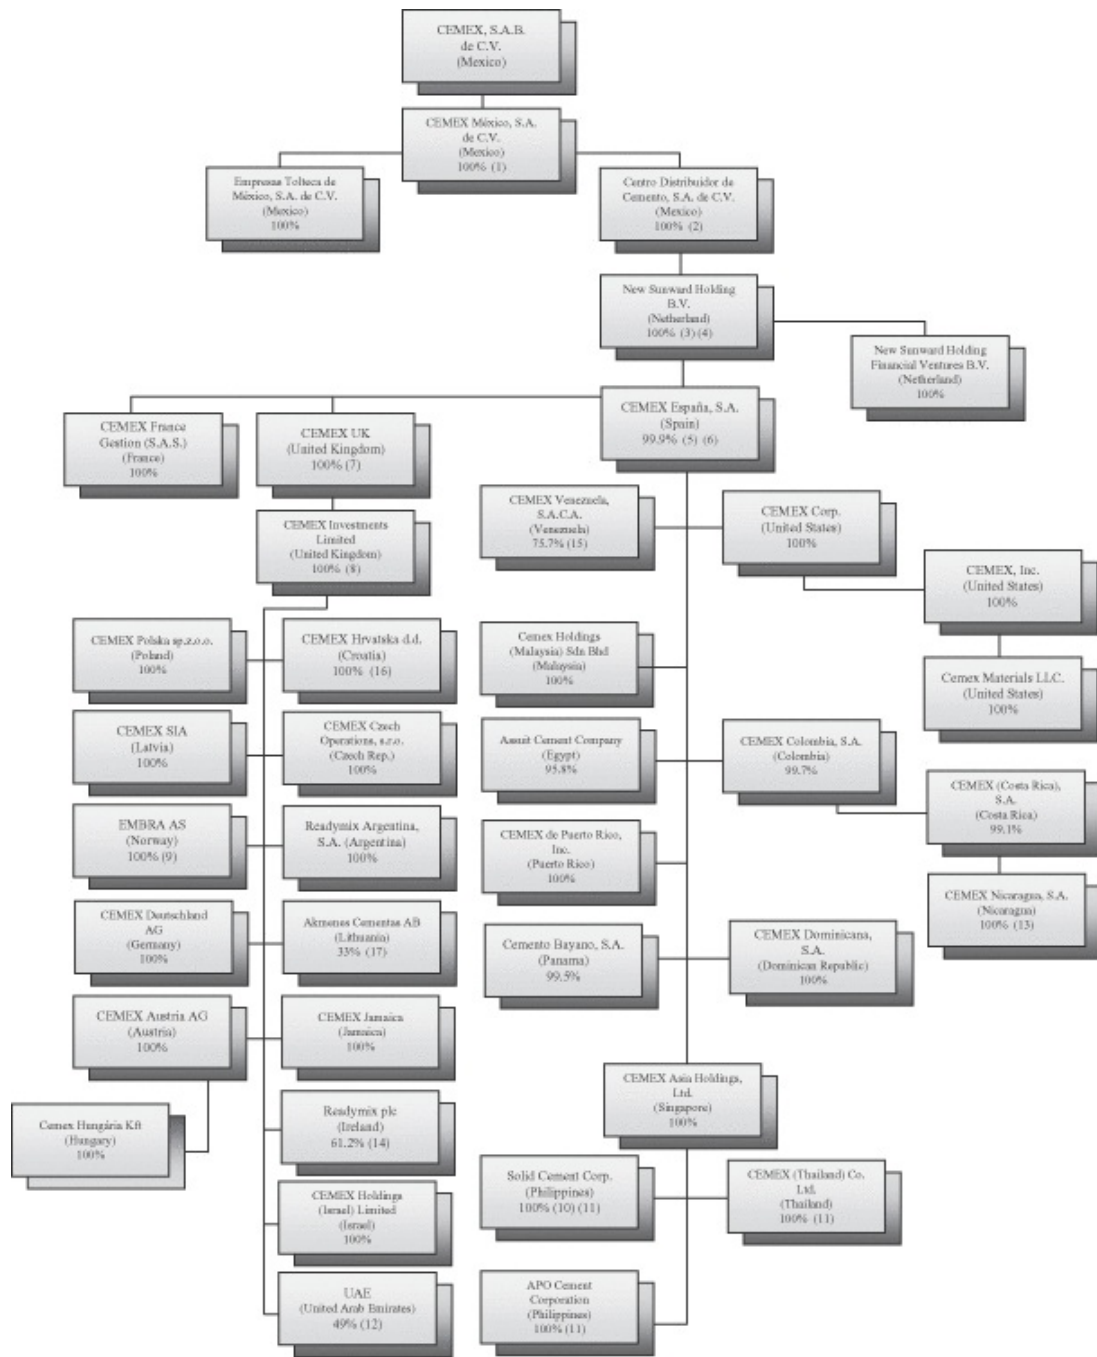 CEMEX, S.A.B.
de C.V.
(Mexico)
CEMEX México, S.A.
de C.V.
(Mexico)
100% (1)
Empresas Tolteca de
México, S.A. de C.V.
(Mexico)
100%
Centro Distribuidor de
Cemento, S.A. de C.V.
(Mexico)
100% (2)
New Sunward Holding
B.V.
(Netherland)
100% (3) (4)
New Sunward Holding
Financial Ventures B.V.
(Netherland)
100%
CEMEX España, S.A.
(Spain)
99.9% (5) (6)
CEMEX France
Gestion (S.A.S.)
(France)
100%
CEMEX UK
(United Kingdom)
100% (7)
CEMEX Investments
Limited
(United Kingdom)
100% (8)
CEMEX Venezuela,
S.A.C.A.
(Venezuela)
75.7% (15)
CEMEX Corp.
(United States)
100%
CEMEX, Inc.
(United States)
100%
Cemex Materials LLC.
(United States)
100%
CEMEX Polska sp.z.o.o.
(Poland)
100%
CEMEX Hrvatska d.d.
(Croatia)
100% (16)
Cemex Holdings
(Malaysia) Sdn Bhd
(Malaysia)
100%
CEMEX SIA
(Latvia)
100%
CEMEX Czech
Operations, s.r.o.
(Czech Rep.)
100%
Assuit Cement Company
(Egypt)
95.8%
CEMEX Colombia, S.A.
(Colombia)
99.7%
CEMEX (Costa Rica),
S.A.
(Costa Rica)
99.1%
EMBRA AS
(Norway)
100% (9)
Readymix Argentina,
S.A. (Argentina)
100%
CEMEX de Puerto Rico,
Inc.
(Puerto Rico)
100%
CEMEX Nicaragua, S.A.
(Nicaragua)
100% (13)
CEMEX Deutschland
AG
(Germany)
100%
Akmenes Cementas AB
(Lithuania)
33% (17)
Cemento Bayano, S.A.
(Panama)
99.5%
CEMEX Dominicana,
S.A.
(Dominican Republic)
100%
CEMEX Austria AG
(Austria)
100%
CEMEX Jamaica
(Jamaica)
100%
CEMEX Asia Holdings,
Ltd.
(Singapore)
100%
Cemex Hungária Kft
(Hungary)
100%
Readymix plc
(Ireland)
61.2% (14)
Solid Cement Corp.
(Philippines)
100% (10) (11)
CEMEX (Thailand) Co.
Ltd.
(Thailand)
100% (11)
CEMEX Holdings
(Israel) Limited
(Israel)
100%
UAE
(United Arab Emirates)
49% (12)
APO Cement
Corporation
(Philippines)
100% (11)